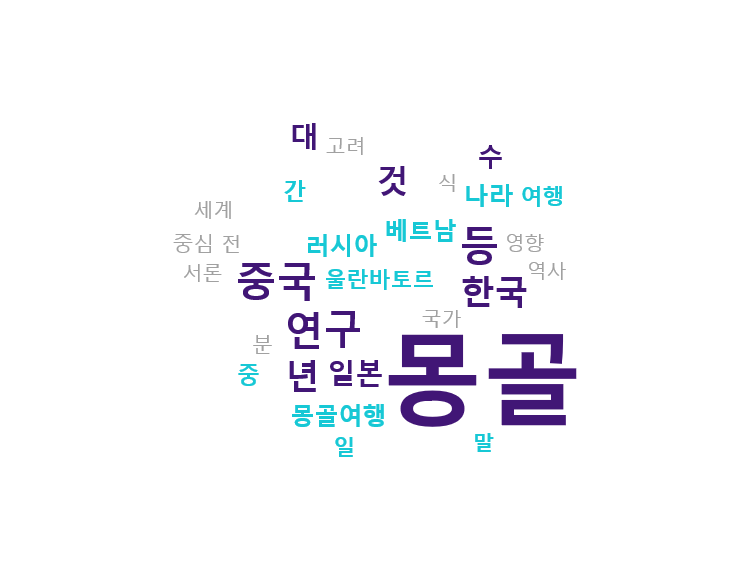 대
고려
수
것
식
간
나라
여행
세계
베트남
등
영향
중심
전
러시아
서론
중국
울란바토르
한국
역사
국가
연구
분
몽골
중
년
일본
몽골여행
일
말